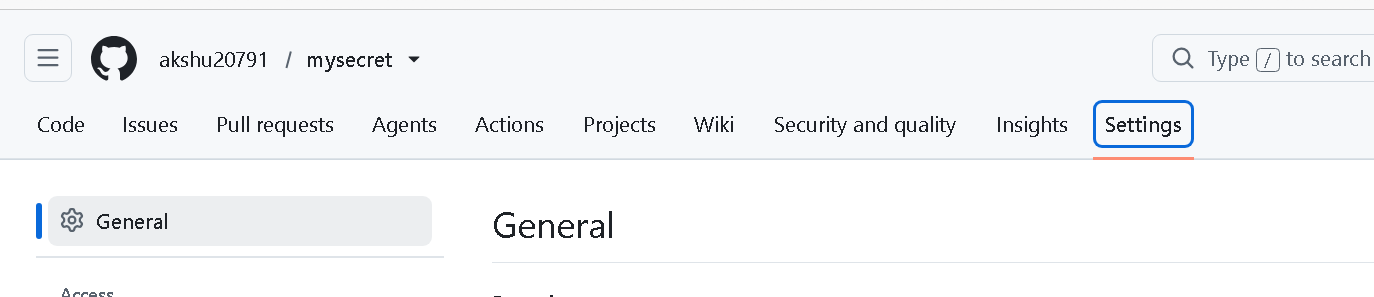 akshu20791 / mysecret
Type / to search
Code Issues Pull requests Agents Actions Projects Wiki Security and quality Insights Settings
General
General
Access